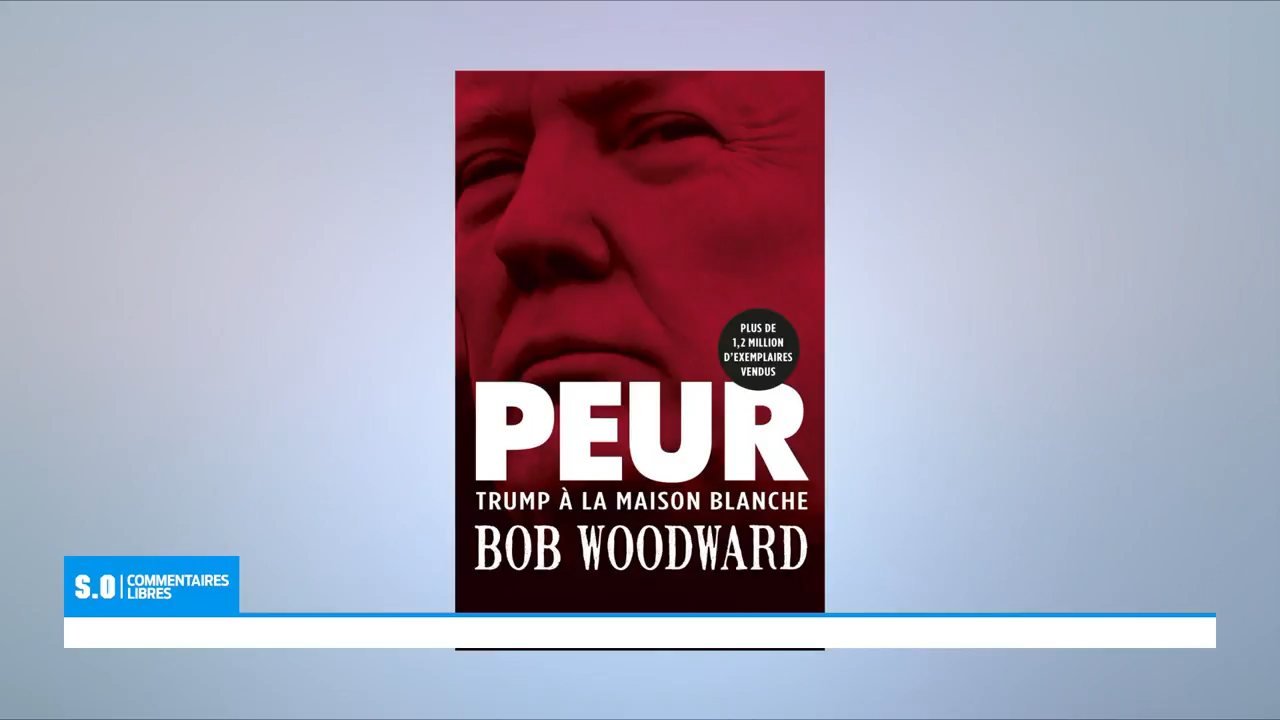 PLUS DE
1,2 MILLION
D'EXEMPLAIRES
VENDUS
PEUR
TRUMP À LA MAISON BLANCHE
BOB WOODWARD
S.O
COMMENTAIRES
LIBRES